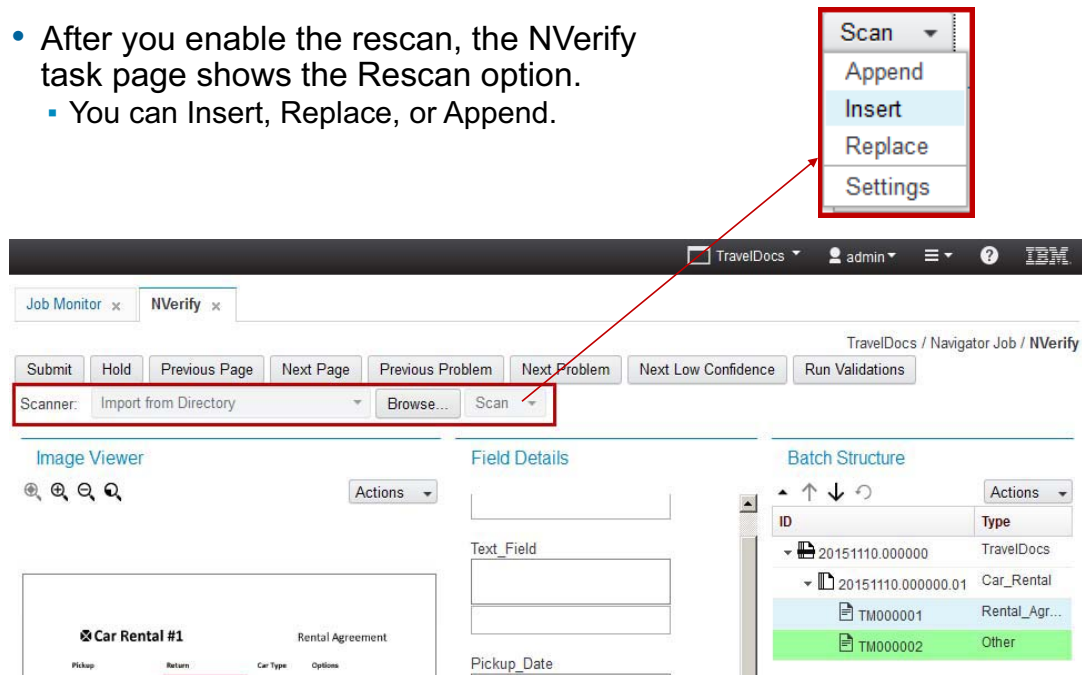 After you enable the rescan, the NVerify
task page shows the Rescan option.
You can Insert, Replace, or Append.
Scan
Append
Insert
Replace
Settings
TravelDocs
admin
?
IBM
Job Monitor x
NVerify x
TravelDocs / Navigator Job / NVerify
Submit Hold Previous Page Next Page Previous Problem Next Problem Next Low Confidence Run Validations
Scanner: Import from Directory Browse... Scan
Image Viewer
Actions
Car Rental #1 Rental Agreement
Pickup Return Car Type Options
Field Details
Text_Field
Pickup_Date
Batch Structure
Actions
ID Type
20151110.000000 TravelDocs
20151110.000000.01 Car_Rental
TM000001 Rental_Agr...
TM000002 Other